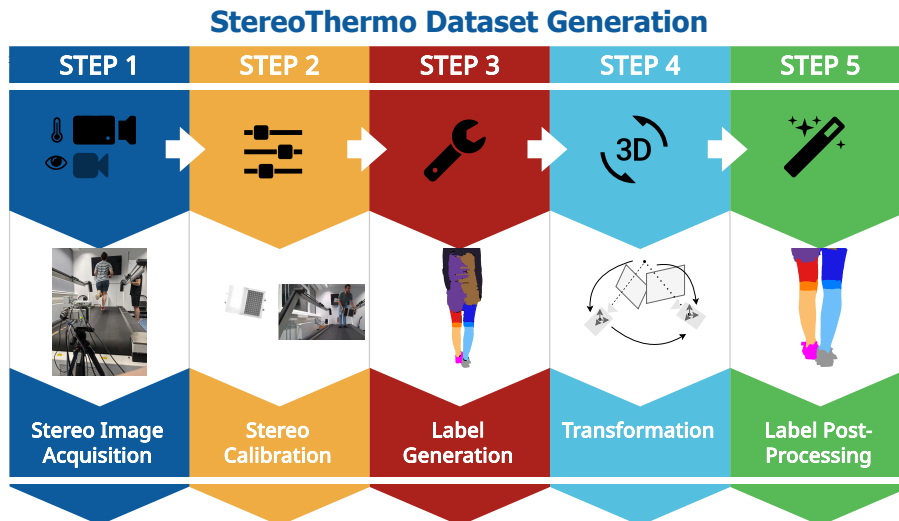 StereoThermo Dataset Generation
STEP 1
STEP 2
STEP 3
STEP 4
STEP 5
3D
Stereo Image
Acquisition
Stereo
Calibration
Label
Generation
Transformation
Label Post-
Processing